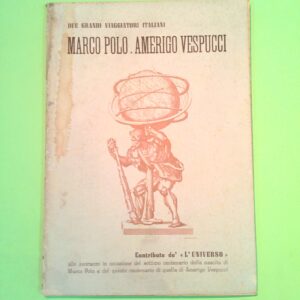 DUE GRANDI VIAGGIATORI ITALIANI
MARCO POLO . AMERIGO VESPUCCI
Contributo de' « L'UNIVERSO »
alle onoranze in occasione del settimo centenario della nascita di
Marco Polo e del quinto centenario di quella di Amerigo Vespucci